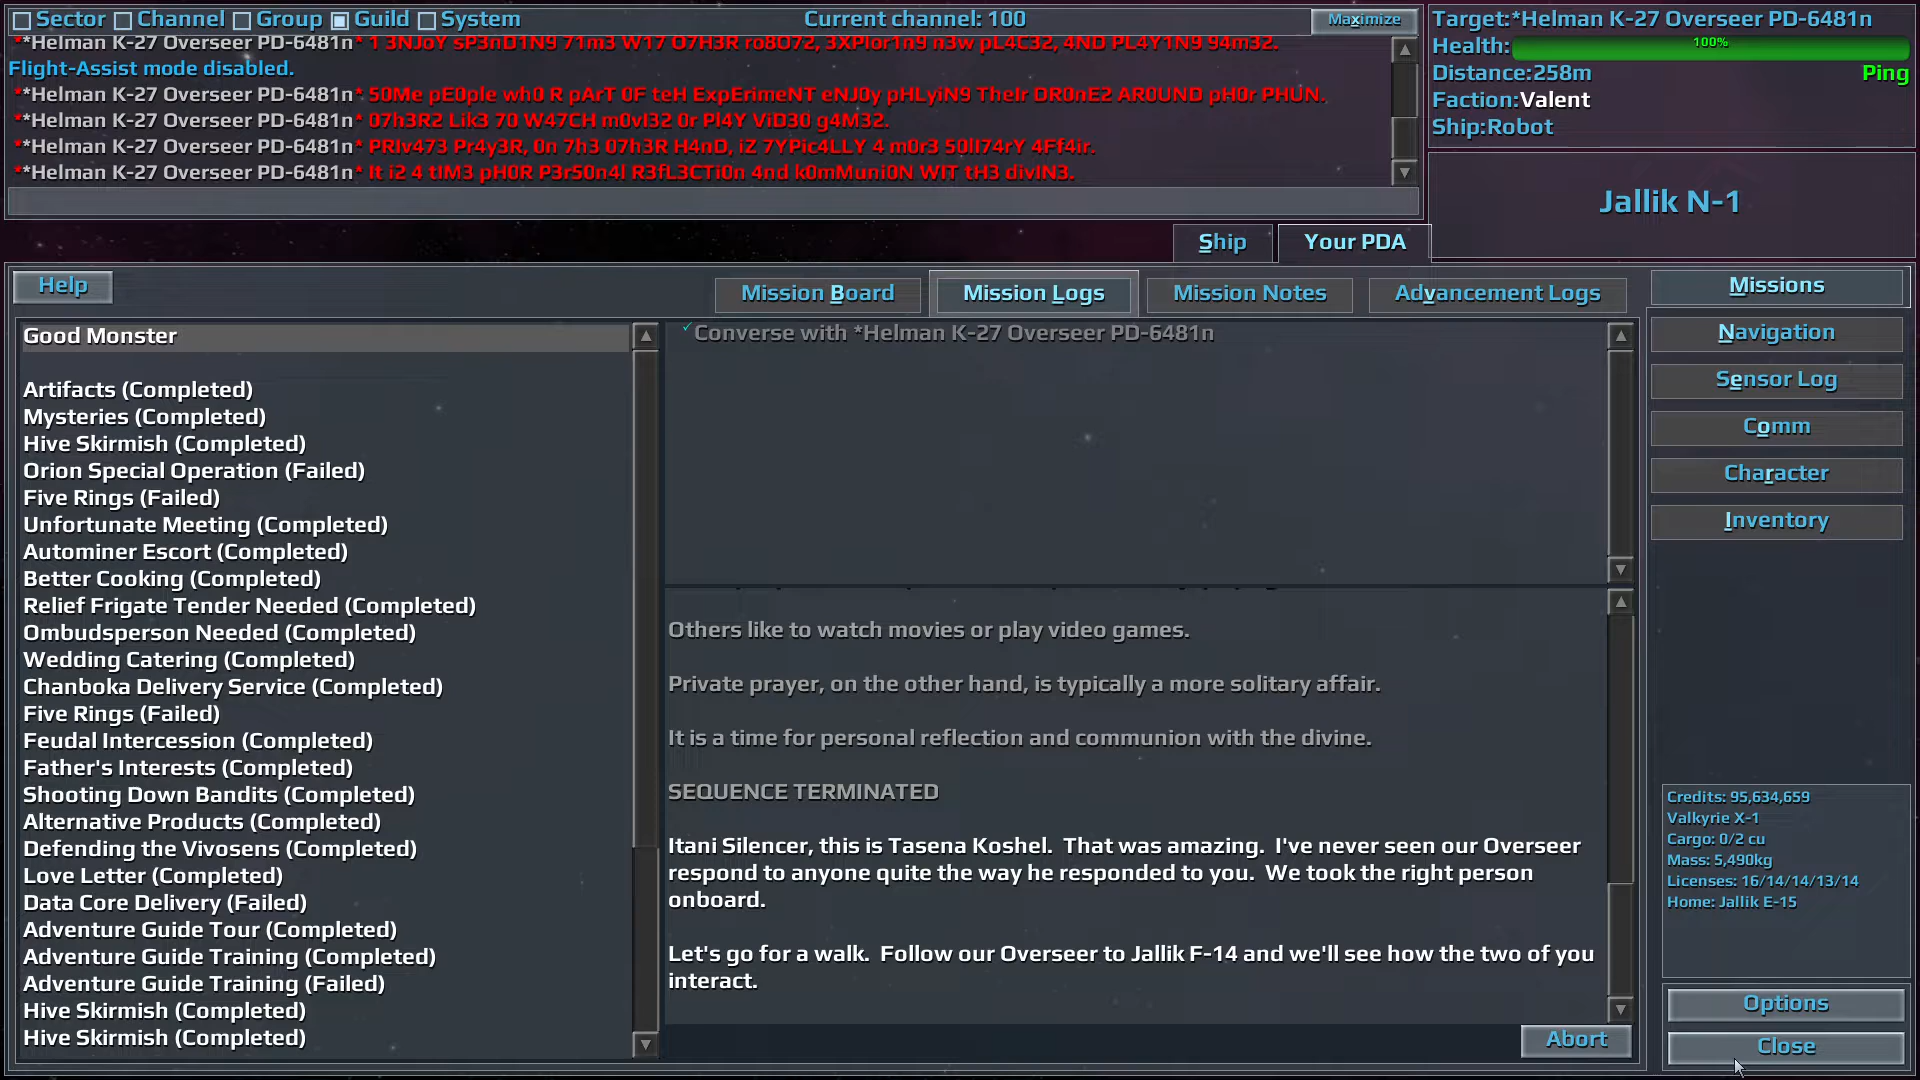 Sector Channel Group Guild System Current channel: 100 Maximize
**Helman K-27 Overseer PD-6481n* 1 3NJoY sP3nD1N9 71m3 W17 O7H3R ro8O72, 3XPlor1n9 n3w pL4C32, 4ND PL4Y1N9 94m32.
Flight-Assist mode disabled.
**Helman K-27 Overseer PD-6481n* 50Me pE0ple wh0 R pArT 0F teH ExpErimeNT eNJ0y pHLyiN9 TheIr DR0nE2 AR0UND pH0r PHUN.
**Helman K-27 Overseer PD-6481n* 07h3R2 Lik3 70 W47CH m0vI32 0r Pl4Y ViD30 g4M32.
**Helman K-27 Overseer PD-6481n* PRIv473 Pr4y3R, 0n 7h3 07h3R H4nD, iZ 7YPic4LLY 4 m0r3 50lI74rY 4Ff4ir.
**Helman K-27 Overseer PD-6481n* It i2 4 tIM3 pH0R P3rS0n4l R3fL3CTi0n 4nd k0mMuni0N WIT tH3 divIN3.
Target:*Helman K-27 Overseer PD-6481n
Health: 100%
Distance:258m Ping
Faction:Valent
Ship:Robot
Jallik N-1
Ship Your PDA
Help Mission Board Mission Logs Mission Notes Advancement Logs Missions
Navigation
Sensor Log
Comm
Character
Inventory
Good Monster
Artifacts (Completed)
Mysteries (Completed)
Hive Skirmish (Completed)
Orion Special Operation (Failed)
Five Rings (Failed)
Unfortunate Meeting (Completed)
Autominer Escort (Completed)
Better Cooking (Completed)
Relief Frigate Tender Needed (Completed)
Ombudsperson Needed (Completed)
Wedding Catering (Completed)
Chanboka Delivery Service (Completed)
Five Rings (Failed)
Feudal Intercession (Completed)
Father's Interests (Completed)
Shooting Down Bandits (Completed)
Alternative Products (Completed)
Defending the Vivosens (Completed)
Love Letter (Completed)
Data Core Delivery (Failed)
Adventure Guide Tour (Completed)
Adventure Guide Training (Completed)
Adventure Guide Training (Failed)
Hive Skirmish (Completed)
Hive Skirmish (Completed)
✓Converse with *Helman K-27 Overseer PD-6481n
Others like to watch movies or play video games.
Private prayer, on the other hand, is typically a more solitary affair.
It is a time for personal reflection and communion with the divine.
SEQUENCE TERMINATED
Itani Silencer, this is Tasena Koshel. That was amazing. I've never seen our Overseer
respond to anyone quite the way he responded to you. We took the right person
onboard.
Let's go for a walk. Follow our Overseer to Jallik F-14 and we'll see how the two of you
interact.
Abort
Credits: 95,634,659
Valkyrie X-1
Cargo: 0/2 cu
Mass: 5,490kg
Licenses: 16/14/14/13/14
Home: Jallik E-15
Options
Close